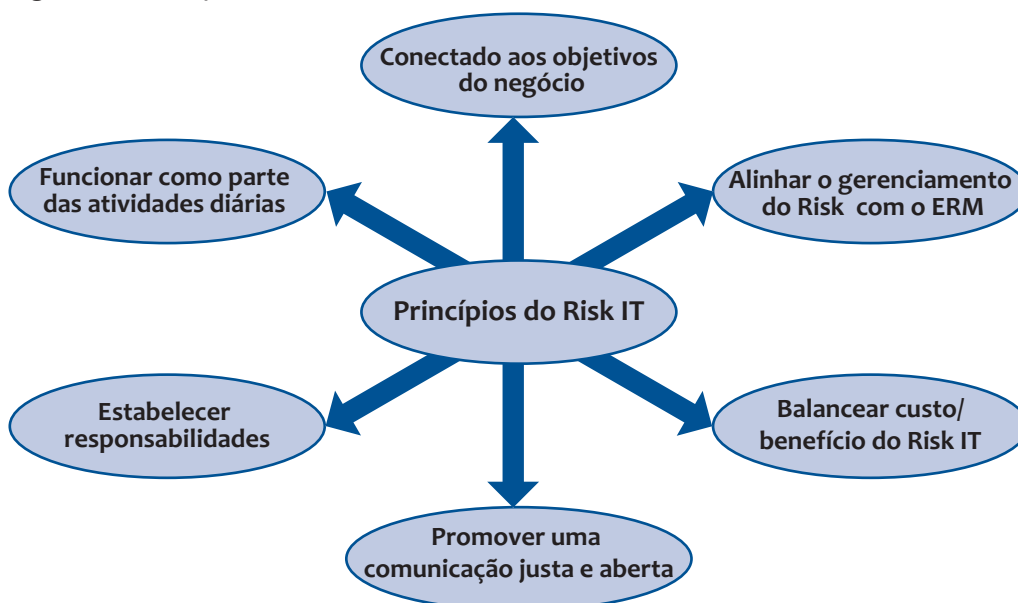 Conectado aos objetivos
do negócio
Funcionar como parte
das atividades diárias
Alinhar o gerenciamento
do Risk com o ERM
Princípios do Risk IT
Estabelecer
responsabilidades
Balancear custo/
benefício do Risk IT
Promover uma
comunicação justa e aberta